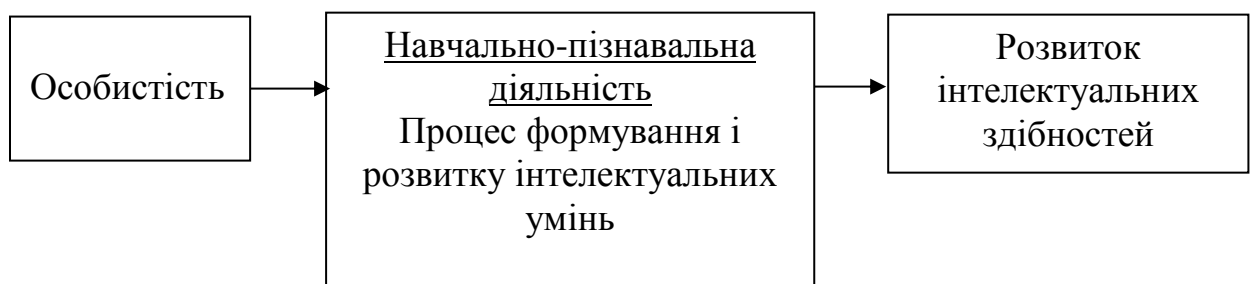 Особистість
Навчально-пізнавальна
діяльність
Процес формування і
розвитку інтелектуальних
умінь
Розвиток
інтелектуальних
здібностей